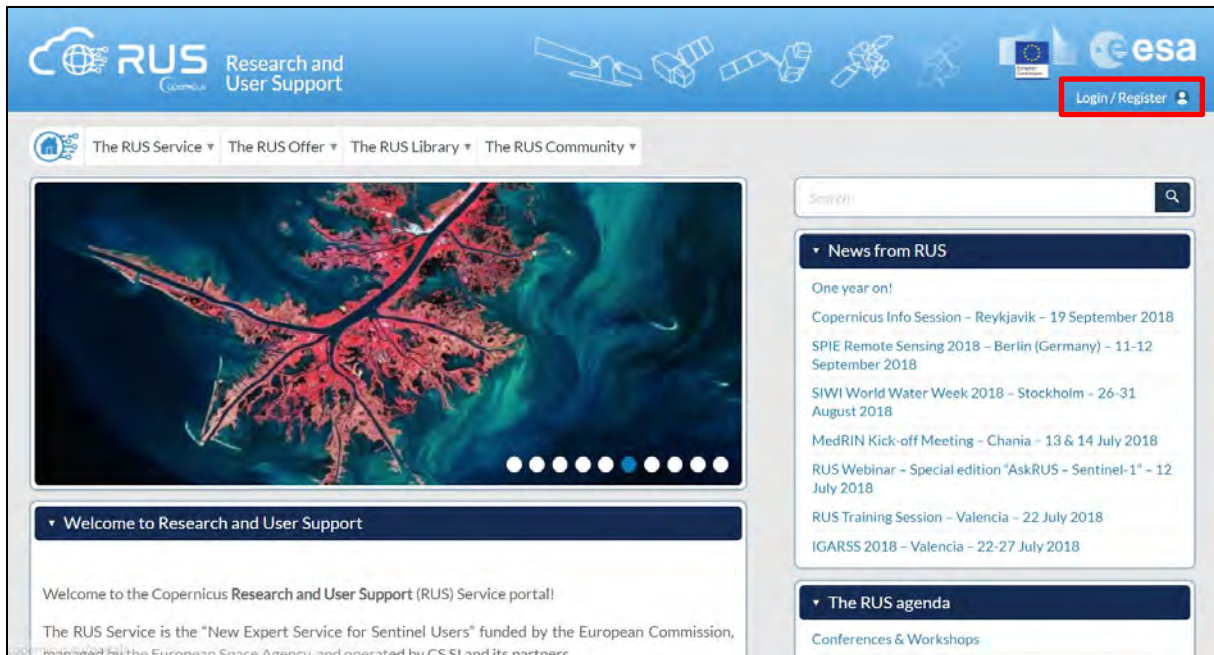 RUS
Copernicus
Research and
User Support
European
Commission
esa
Login / Register
The RUS Service ▾ The RUS Offer ▾ The RUS Library ▾ The RUS Community ▾
Search
▾ News from RUS
One year on!
Copernicus Info Session – Reykjavik – 19 September 2018
SPIE Remote Sensing 2018 – Berlin (Germany) – 11-12
September 2018
SIWI World Water Week 2018 – Stockholm – 26-31
August 2018
MedRIN Kick-off Meeting – Chania – 13 & 14 July 2018
RUS Webinar – Special edition “AskRUS – Sentinel-1” – 12
July 2018
RUS Training Session – Valencia – 22 July 2018
IGARSS 2018 – Valencia – 22-27 July 2018
▾ Welcome to Research and User Support
Welcome to the Copernicus Research and User Support (RUS) Service portal!
The RUS Service is the “New Expert Service for Sentinel Users” funded by the European Commission,
managed by the European Space Agency, and operated by CS SI and its partners.
▾ The RUS agenda
Conferences & Workshops